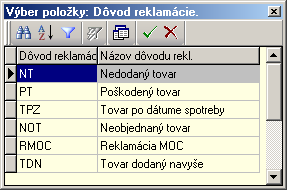 Výber položky: Dôvod reklamácie.
Dôvod reklamác Názov dôvodu rekl.
NT Nedodaný tovar
PT Poškodený tovar
TPZ Tovar po dátume spotreby
NOT Neobjednaný tovar
RMOC Reklamácia MOC
TDN Tovar dodaný navyše